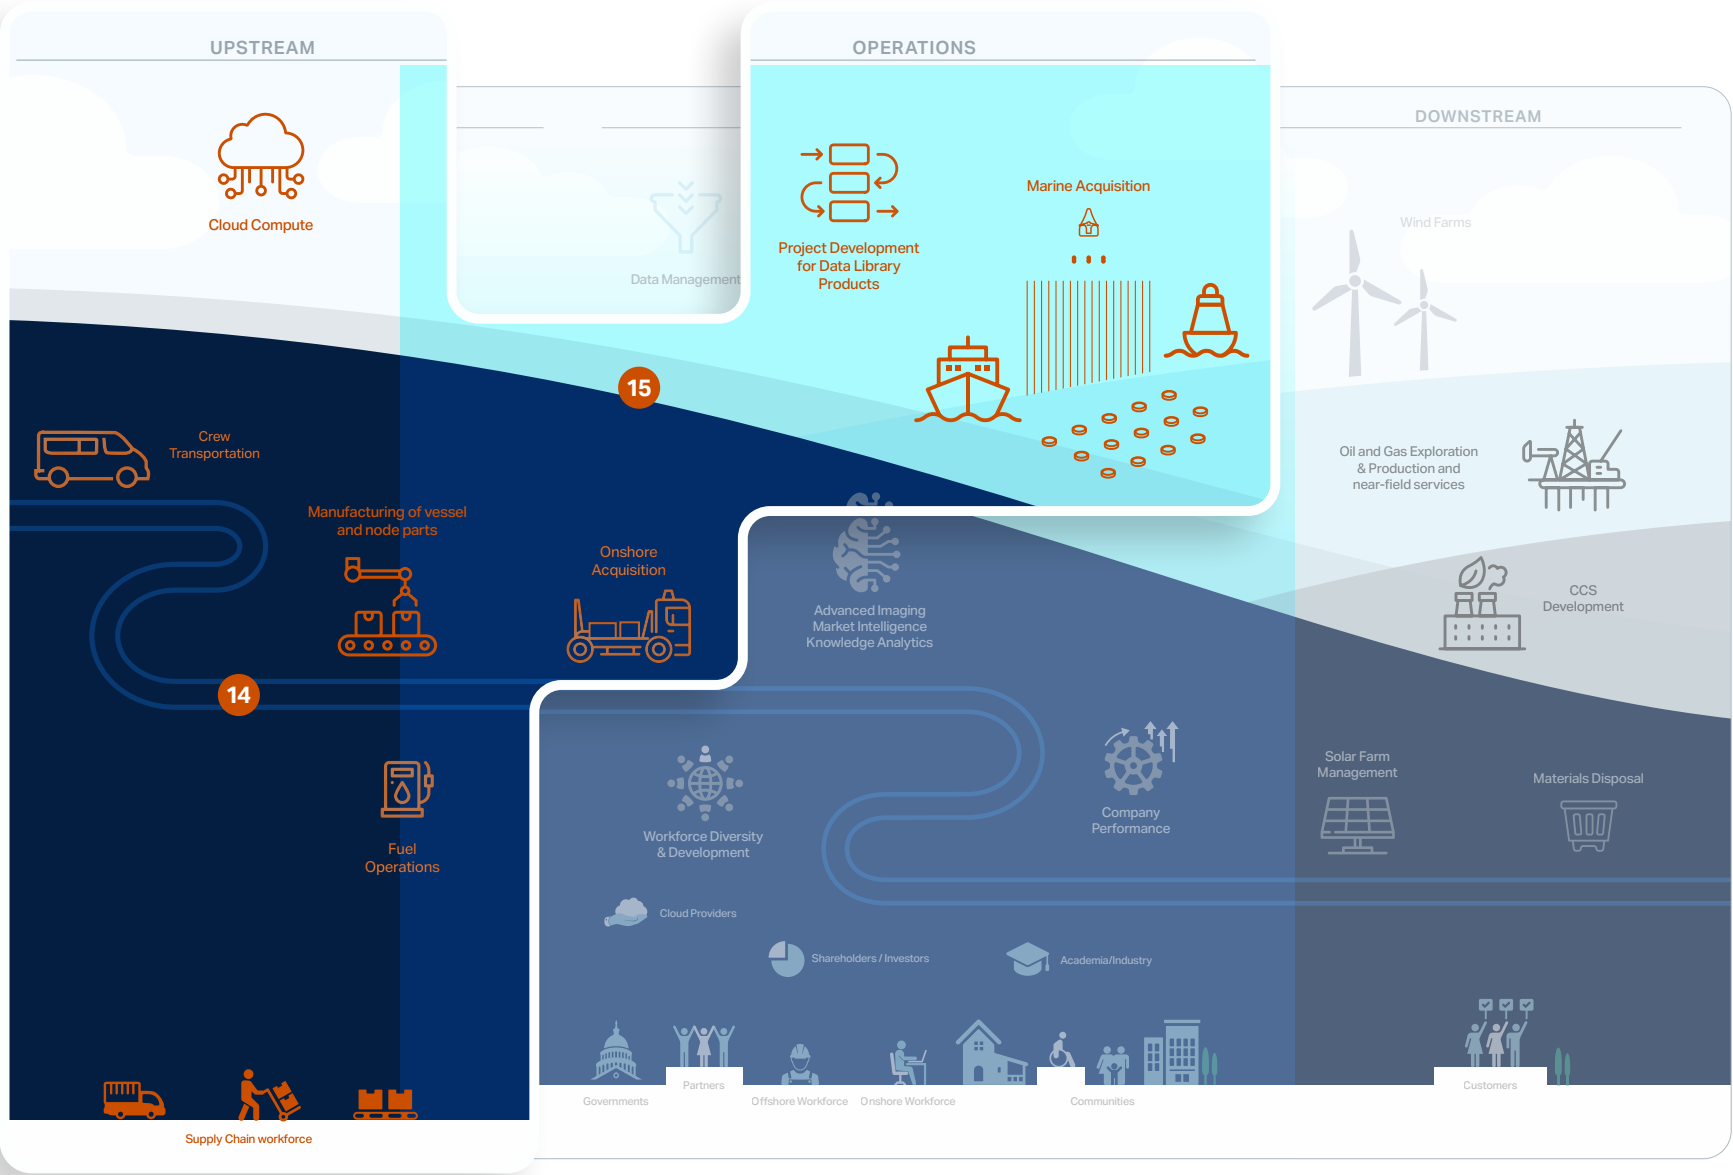 UPSTREAM
OPERATIONS
DOWNSTREAM
Cloud Compute
Data Management
Project Development
for Data Library
Products
Marine Acquisition
Wind Farms
15
Crew
Transportation
Oil and Gas Exploration
& Production and
near-field services
Manufacturing of vessel
and node parts
Onshore
Acquisition
Advanced Imaging
Market Intelligence
Knowledge Analytics
CCS
Development
14
Fuel
Operations
Workforce Diversity
& Development
Company
Performance
Solar Farm
Management
Materials Disposal
Cloud Providers
Shareholders / Investors
Academia/Industry
Partners
Customers
Governments
Offshore Workforce
Onshore Workforce
Communities
Supply Chain workforce